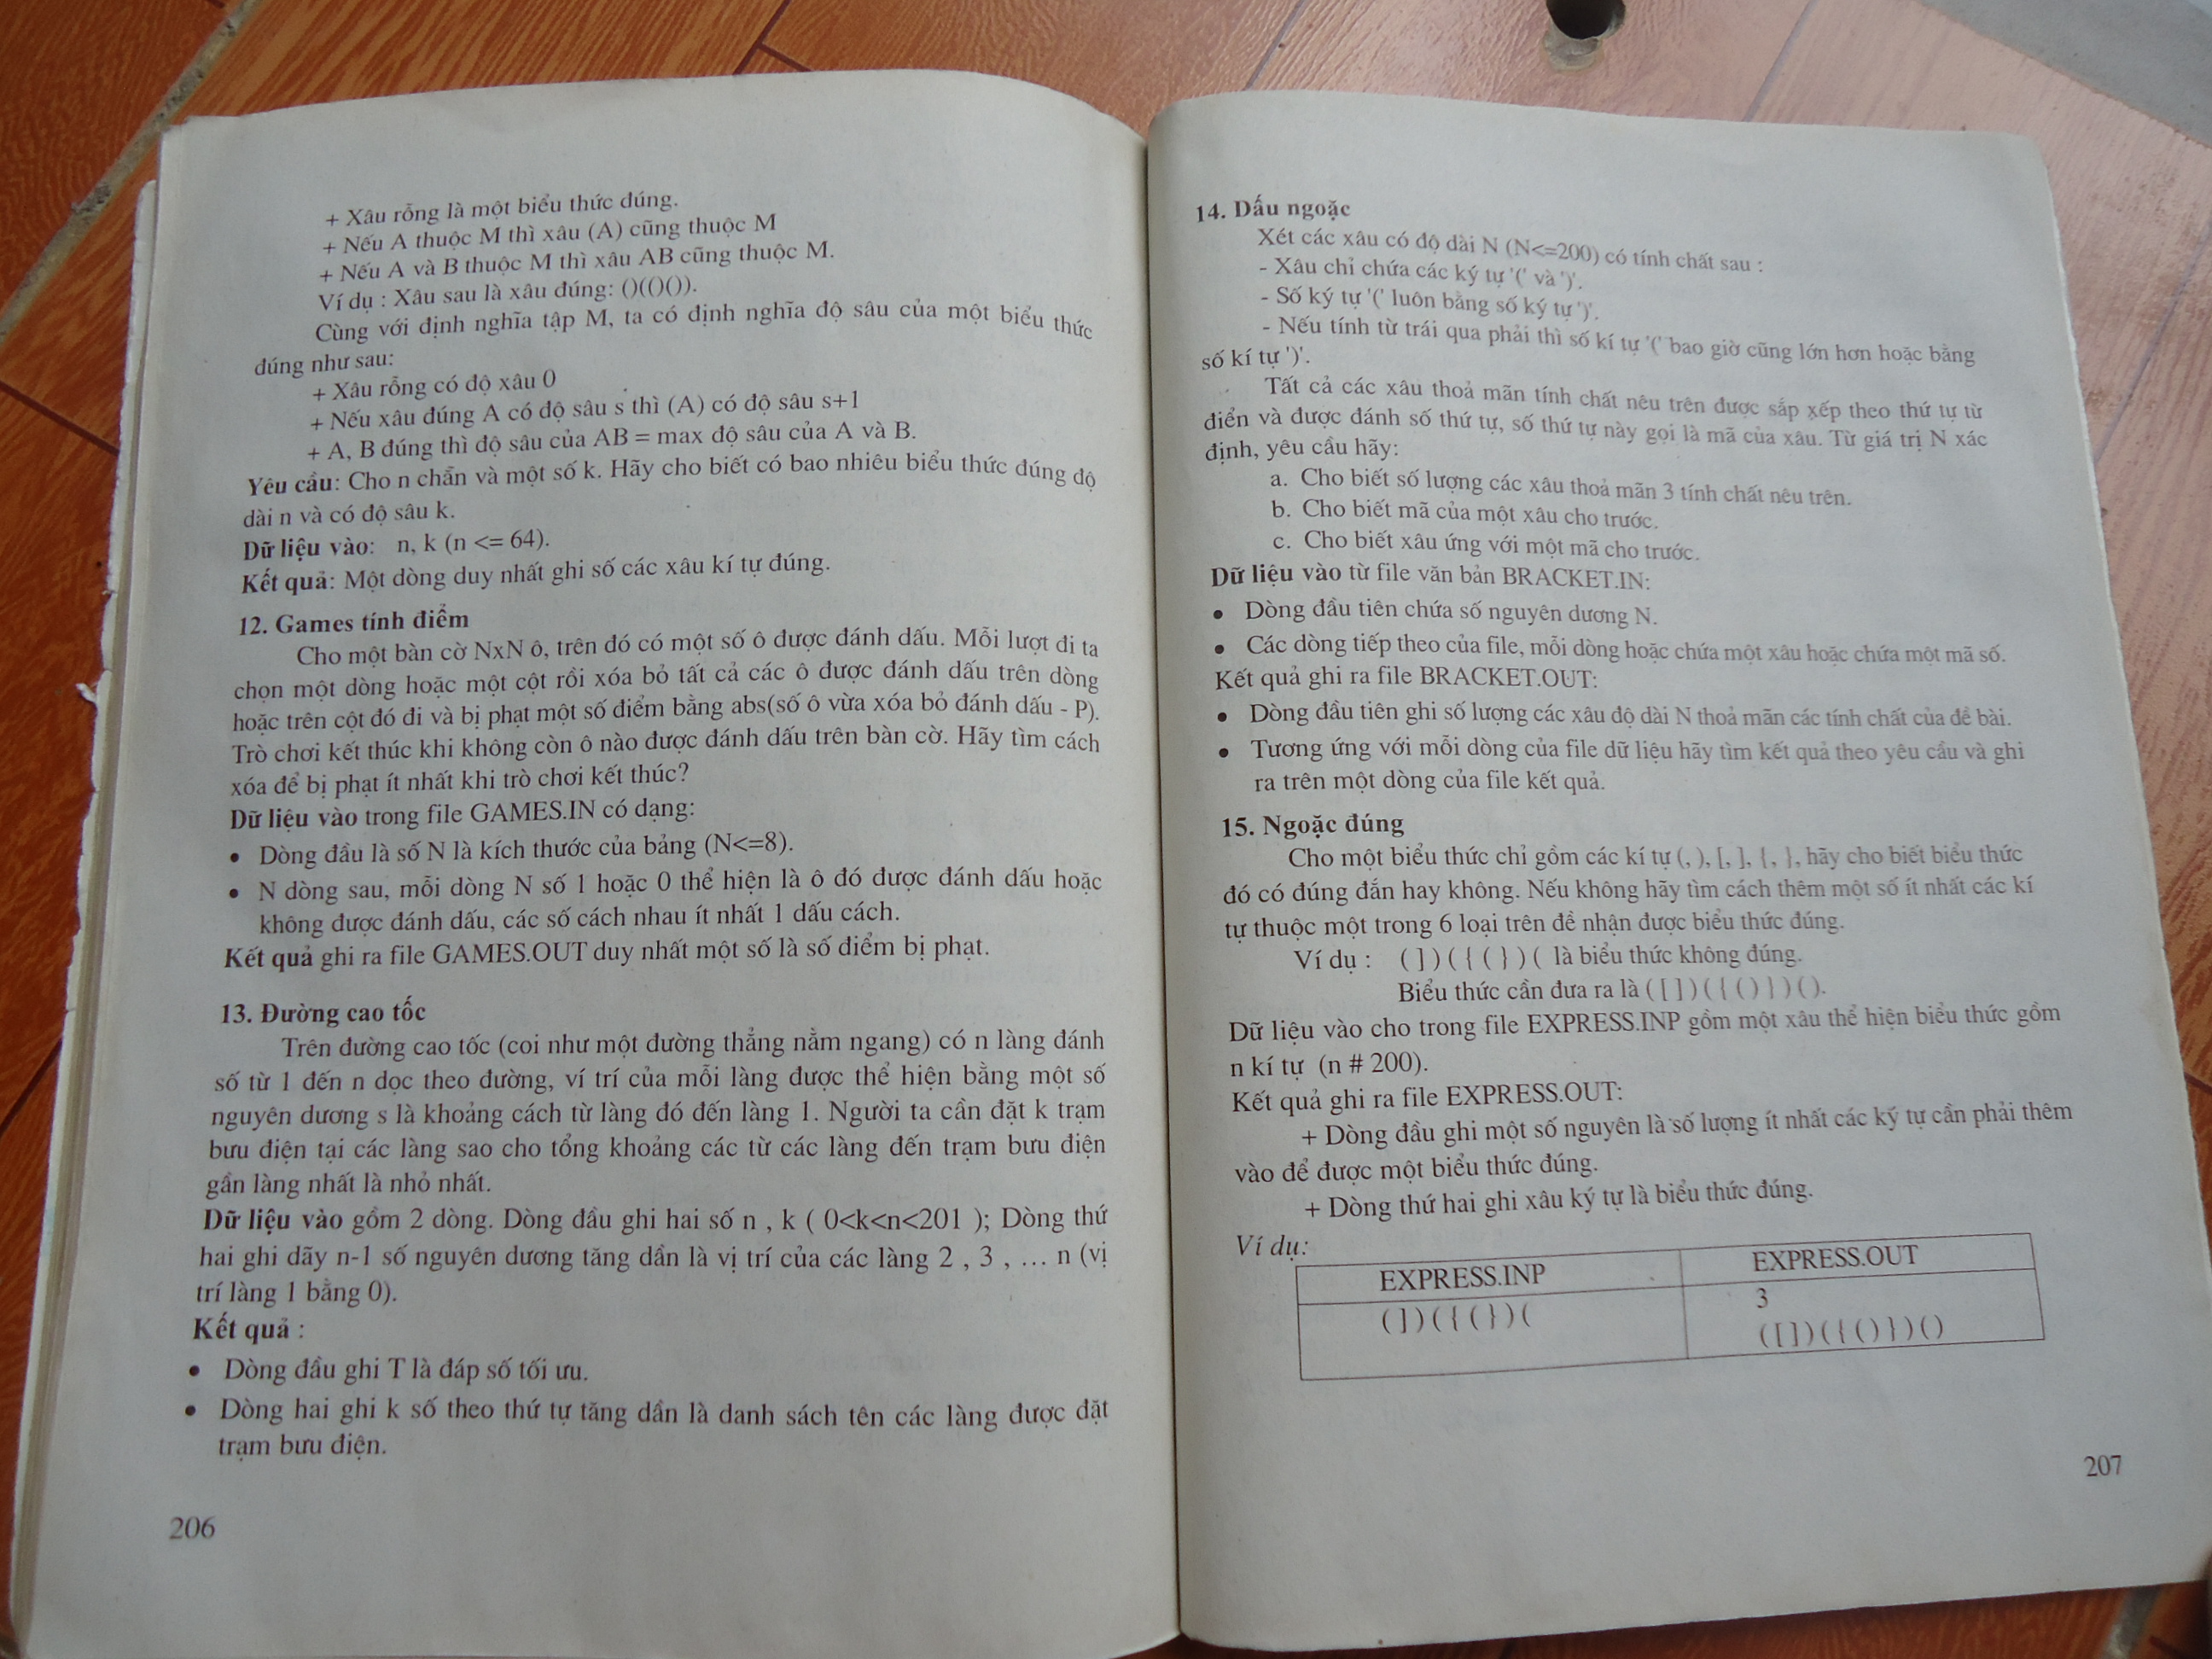 + Xâu rỗng là một biểu thức đúng.
+ Nếu A thuộc M thì xâu (A) cũng thuộc M
+ Nếu A và B thuộc M thì xâu AB cũng thuộc M.
Ví dụ : Xâu sau là xâu đúng: ()(()()).
Cùng với định nghĩa tập M, ta có định nghĩa độ sâu của một biểu thức
đúng như sau:
+ Xâu rỗng có độ xâu 0
+ Nếu xâu đúng A có độ sâu s thì (A) có độ sâu s+1
+ A, B đúng thì độ sâu của AB = max độ sâu của A và B.
Yêu cầu: Cho n chẵn và một số k. Hãy cho biết có bao nhiêu biểu thức đúng độ
dài n và có độ sâu k.
Dữ liệu vào: n, k (n <= 64).
Kết quả: Một dòng duy nhất ghi số các xâu kí tự đúng.
12. Games tính điểm
Cho một bàn cờ NxN ô, trên đó có một số ô được đánh dấu. Mỗi lượt đi ta
chọn một dòng hoặc một cột rồi xóa bỏ tất cả các ô được đánh dấu trên dòng
hoặc trên cột đó đi và bị phạt một số điểm bằng abs(số ô vừa xóa bỏ đánh dấu - P).
Trò chơi kết thúc khi không còn ô nào được đánh dấu trên bàn cờ. Hãy tìm cách
xóa để bị phạt ít nhất khi trò chơi kết thúc?
Dữ liệu vào trong file GAMES.IN có dạng:
• Dòng đầu là số N là kích thước của bảng (N<=8).
• N dòng sau, mỗi dòng N số 1 hoặc 0 thể hiện là ô đó được đánh dấu hoặc
không được đánh dấu, các số cách nhau ít nhất 1 dấu cách.
Kết quả ghi ra file GAMES.OUT duy nhất một số là số điểm bị phạt.
13. Đường cao tốc
Trên đường cao tốc (coi như một đường thẳng nằm ngang) có n làng đánh
số từ 1 đến n dọc theo đường, ví trí của mỗi làng được thể hiện bằng một số
nguyên dương s là khoảng cách từ làng đó đến làng 1. Người ta cần đặt k trạm
bưu điện tại các làng sao cho tổng khoảng các từ các làng đến trạm bưu điện
gần làng nhất là nhỏ nhất.
Dữ liệu vào gồm 2 dòng. Dòng đầu ghi hai số n , k ( 0<k<n<201 ); Dòng thứ
hai ghi dãy n-1 số nguyên dương tăng dần là vị trí của các làng 2 , 3 , … n (vị
trí làng 1 bằng 0).
Kết quả :
• Dòng đầu ghi T là đáp số tối ưu.
• Dòng hai ghi k số theo thứ tự tăng dần là danh sách tên các làng được đặt
trạm bưu điện.
206
14. Dấu ngoặc
Xét các xâu có độ dài N (N<=200) có tính chất sau :
- Xâu chỉ chứa các ký tự '(' và ')'.
- Số ký tự '(' luôn bằng số ký tự ')'.
- Nếu tính từ trái qua phải thì số kí tự '(' bao giờ cũng lớn hơn hoặc bằng
số kí tự ')'.
Tất cả các xâu thoả mãn tính chất nêu trên được sắp xếp theo thứ tự từ
điển và được đánh số thứ tự, số thứ tự này gọi là mã của xâu. Từ giá trị N xác
định, yêu cầu hãy:
a. Cho biết số lượng các xâu thoả mãn 3 tính chất nêu trên.
b. Cho biết mã của một xâu cho trước.
c. Cho biết xâu ứng với một mã cho trước.
Dữ liệu vào từ file văn bản BRACKET.IN:
• Dòng đầu tiên chứa số nguyên dương N.
• Các dòng tiếp theo của file, mỗi dòng hoặc chứa một xâu hoặc chứa một mã số.
Kết quả ghi ra file BRACKET.OUT:
• Dòng đầu tiên ghi số lượng các xâu độ dài N thoả mãn các tính chất của đề bài.
• Tương ứng với mỗi dòng của file dữ liệu hãy tìm kết quả theo yêu cầu và ghi
ra trên một dòng của file kết quả.
15. Ngoặc đúng
Cho một biểu thức chỉ gồm các kí tự (, ), [, ], {, }, hãy cho biết biểu thức
đó có đúng đắn hay không. Nếu không hãy tìm cách thêm một số ít nhất các kí
tự thuộc một trong 6 loại trên để nhận được biểu thức đúng.
Ví dụ : ( ] ) ( { ( } ) ( là biểu thức không đúng.
Biểu thức cần đưa ra là ( [ ] ) ( { ( ) } ) ( ).
Dữ liệu vào cho trong file EXPRESS.INP gồm một xâu thể hiện biểu thức gồm
n kí tự (n # 200).
Kết quả ghi ra file EXPRESS.OUT:
+ Dòng đầu ghi một số nguyên là số lượng ít nhất các ký tự cần phải thêm
vào để được một biểu thức đúng.
+ Dòng thứ hai ghi xâu ký tự là biểu thức đúng.
Ví dụ:
EXPRESS.INP EXPRESS.OUT
( ] ) ( { ( } ) ( 3
( [ ] ) ( { ( ) } ) ( )
207